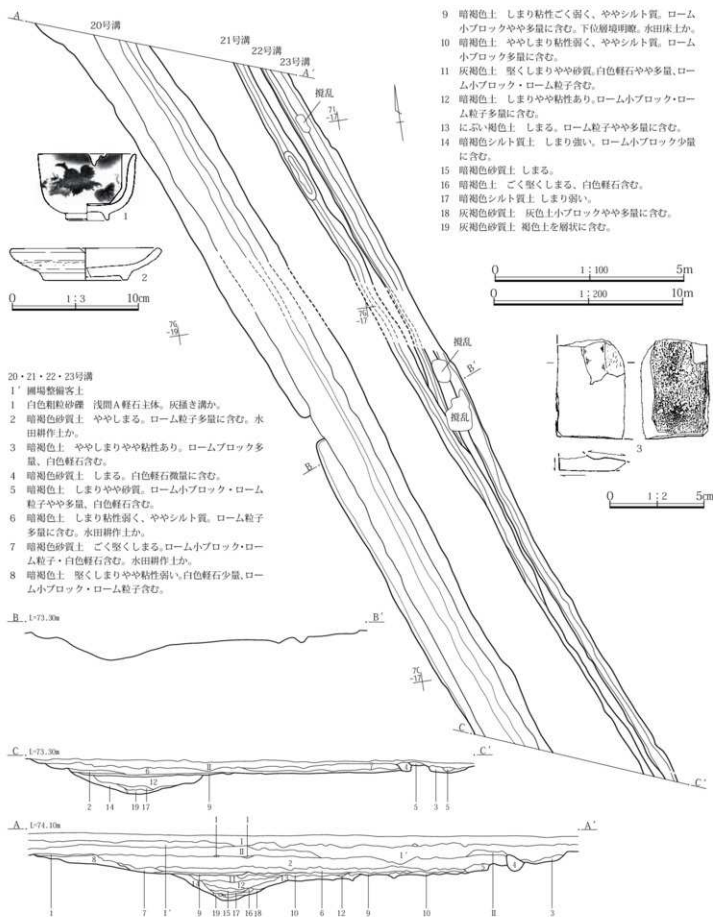 9 暗褐色土 しまり粘性ごく弱く、ややシルト質。ローム
小ブロックやや多量に含む。下位層境明瞭。水田床土か。
10 暗褐色土 ややしまり粘性弱く、ややシルト質。ローム
小ブロック多量に含む。
11 灰褐色土 堅くしまりやや砂質。白色軽石やや多量、ロー
ム小ブロック・ローム粒子含む。
12 暗褐色土 しまりやや粘性あり。ローム小ブロック・ロー
ム粒子多量に含む。
13 にぶい褐色土 しまる。ローム粒子やや多量に含む。
14 暗褐色シルト質土 しまり強い。ローム小ブロック少量
に含む。
15 暗褐色砂質土 しまる。
16 暗褐色土 ごく堅くしまる、白色軽石含む。
17 暗褐色シルト質土 しまり弱い。
18 灰褐色砂質土 灰色土小ブロックやや多量に含む。
19 灰褐色砂質土 褐色土を層状に含む。
A
20号溝
21号溝
22号溝
23号溝
A'
撹乱
71
-17
1
2
0 1:3 10cm
0 1:100 5m
0 1:200 10m
7G
-19
7G
-17
撹乱
B'
撹乱
3
0 1:2 5cm
20・21・22・23号溝
1' 圃場整備客土
1 白色粗粒砂礫 浅間A軽石主体。灰掻き溝か。
2 暗褐色砂質土 ややしまる。ローム粒子多量に含む。水
田耕作土か。
3 暗褐色土 ややしまりやや粘性あり。ロームブロック多
量、白色軽石含む。
4 暗褐色砂質土 しまる。白色軽石微量に含む。
5 暗褐色土 しまりやや砂質。ローム小ブロック・ローム
粒子やや多量、白色軽石含む。
6 暗褐色土 しまり粘性弱く、ややシルト質。ローム粒子
多量に含む。水田耕作土か。
7 暗褐色砂質土 ごく堅くしまる。ローム小ブロック・ロー
ム粒子・白色軽石含む。水田耕作土か。
8 暗褐色土 堅くしまりやや粘性弱い。白色軽石少量、ロー
ム小ブロック・ローム粒子含む。
B
B L=73.30m B'
7C
-17
C
C'
C L=73.30m C'
II
6
12
4
2 14 19 17 9 5 3 5
A L=74.10m A'
1 1
I
II
I'
8
2
11
12
5
4
1 7 I' 9 19 15 17 16 18 10 6 12 9 10 II 3